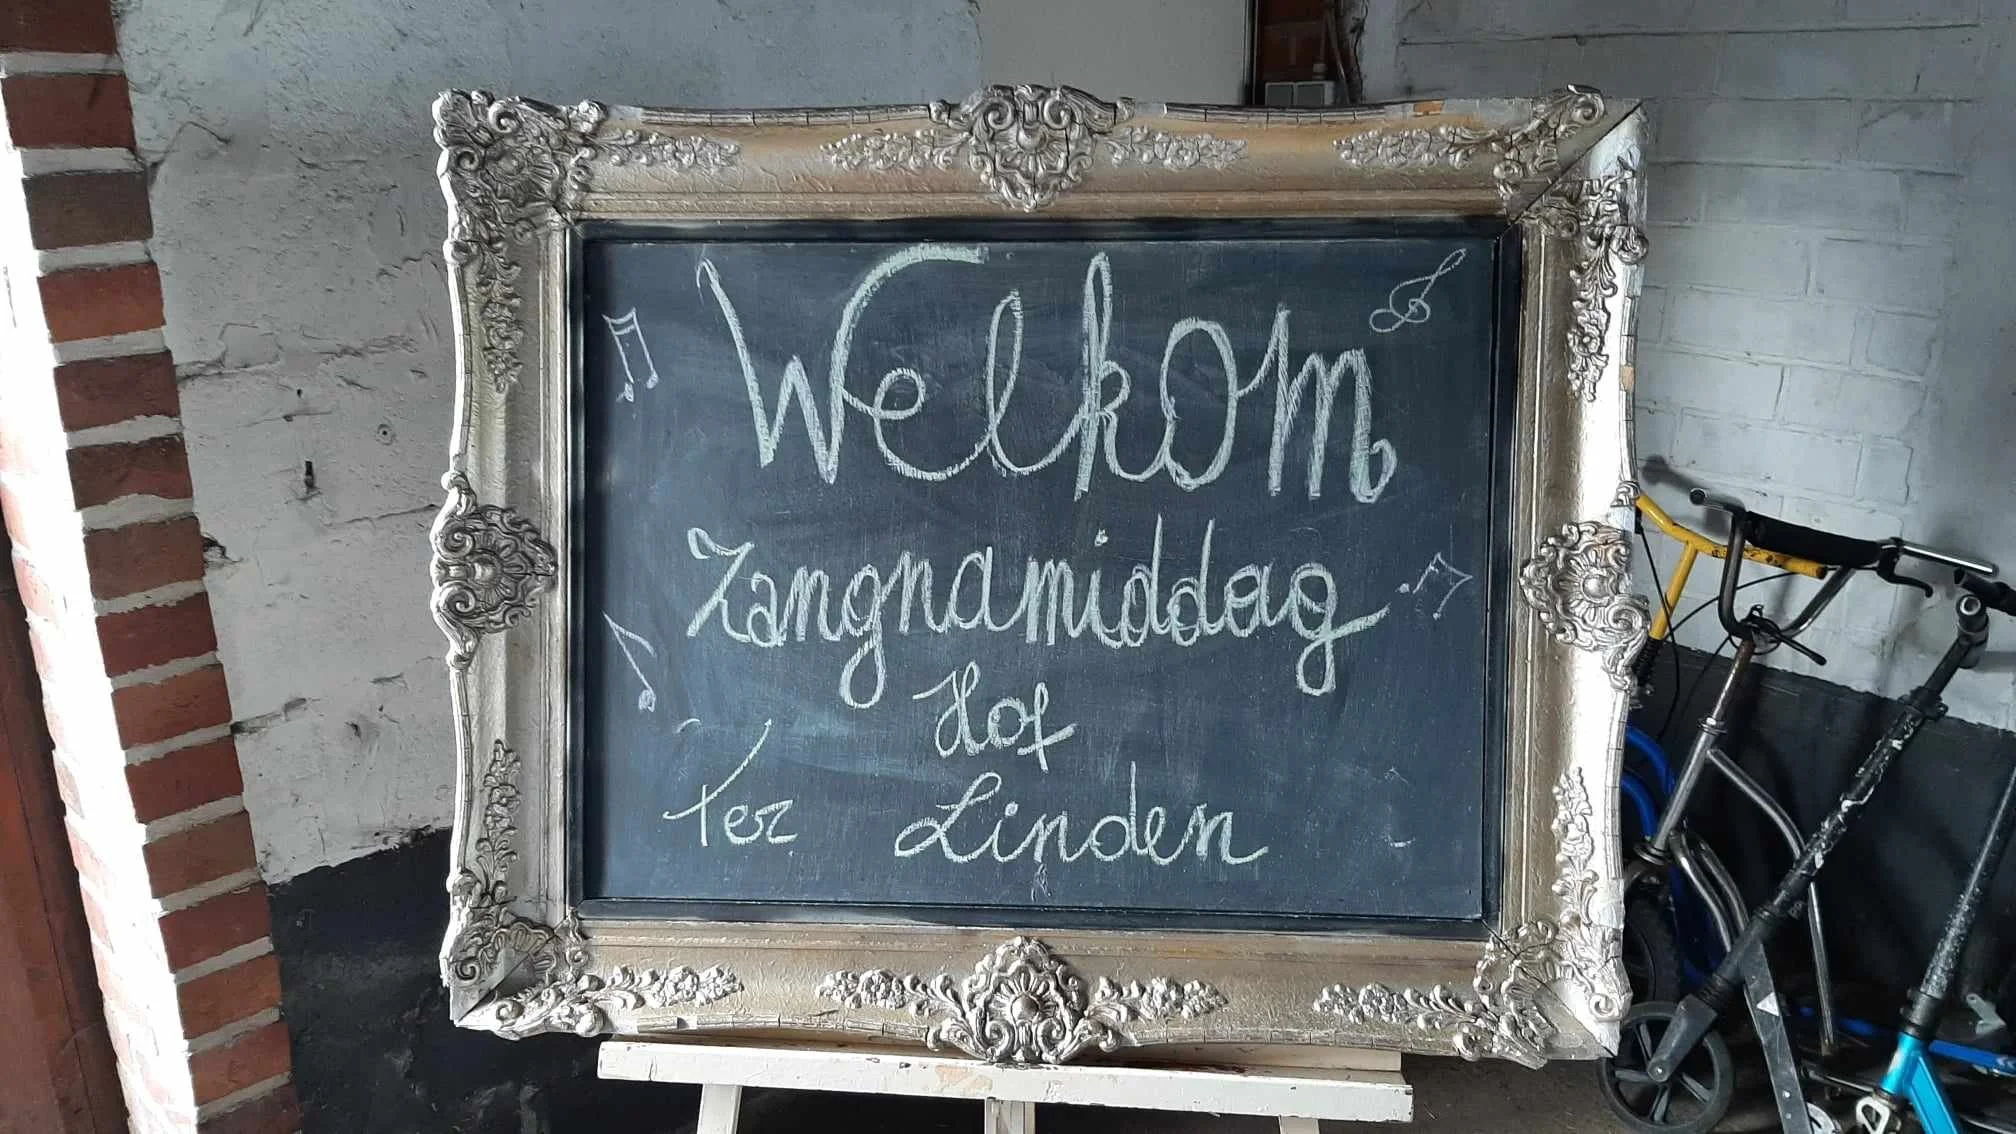 Welkom
Zangnamiddag
Hof
Ter Linden